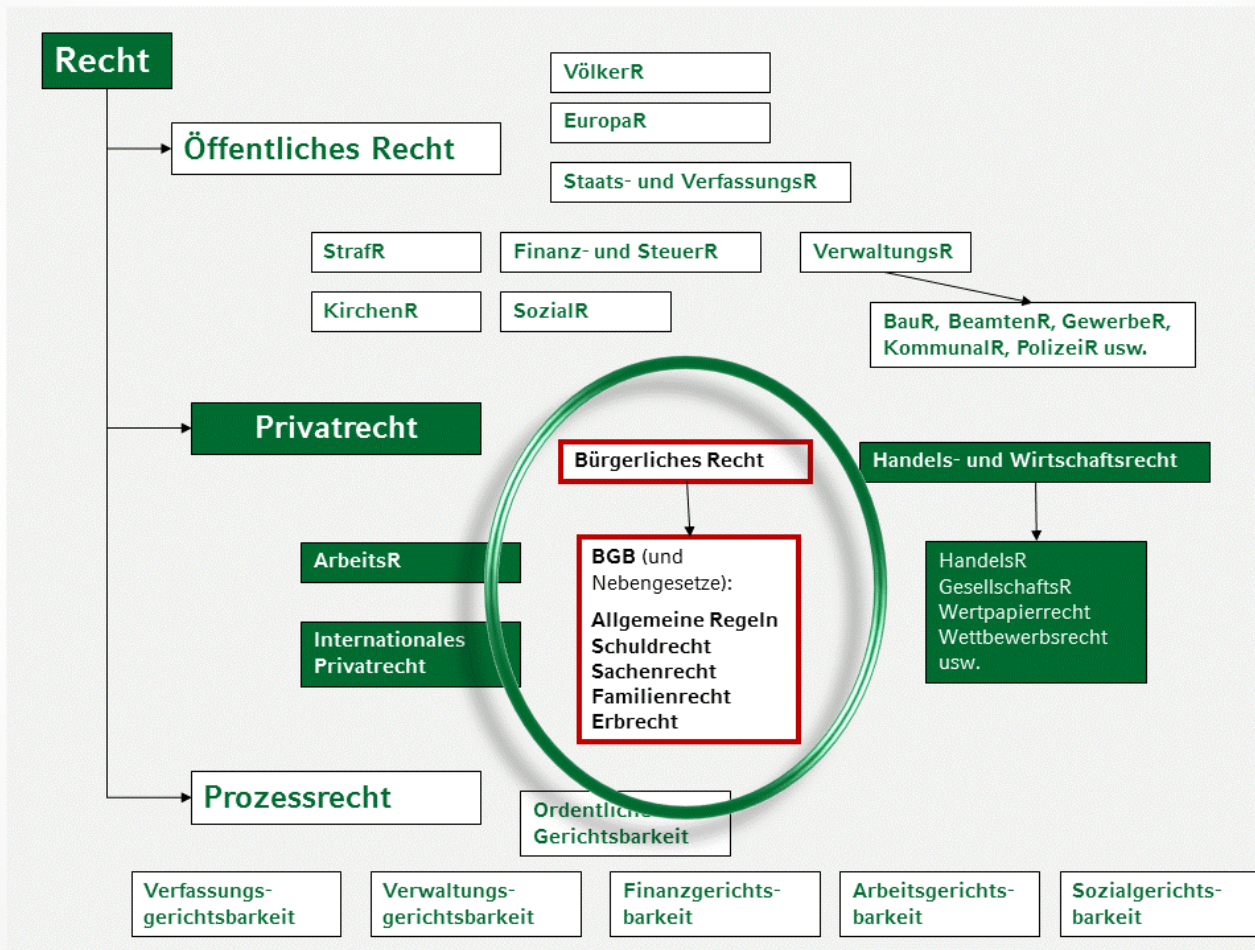 Recht
VölkerR
EuropaR
Öffentliches Recht
Staats- und VerfassungsR
StrafR
Finanz- und SteuerR
VerwaltungsR
KirchenR
SozialR
BauR, BeamtenR, GewerbeR,
KommunalR, PolizeiR usw.
Privatrecht
Bürgerliches Recht
Handels- und Wirtschaftsrecht
ArbeitsR
Internationales
Privatrecht
BGB (und
Nebengesetze):
Allgemeine Regeln
Schuldrecht
Sachenrecht
Familienrecht
Erbrecht
HandelsR
GesellschaftsR
Wertpapierrecht
Wettbewerbsrecht
usw.
Prozessrecht
Ordentliche
Gerichtsbarkeit
Verfassungs-
gerichtsbarkeit
Verwaltungs-
gerichtsbarkeit
Finanzgerichts-
barkeit
Arbeitsgerichts-
barkeit
Sozialgerichts-
barkeit